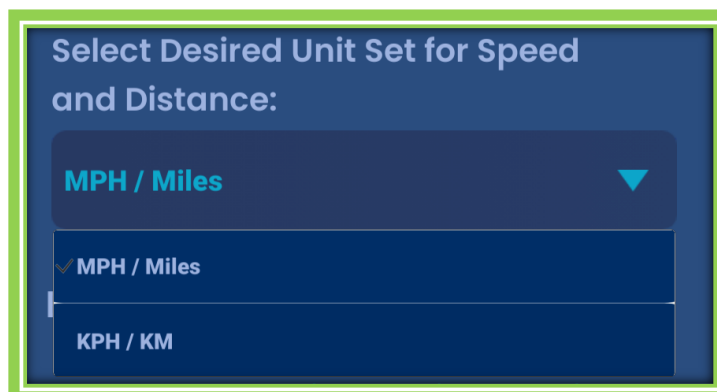 Select Desired Unit Set for Speed
and Distance:
MPH / Miles
MPH / Miles
KPH / KM